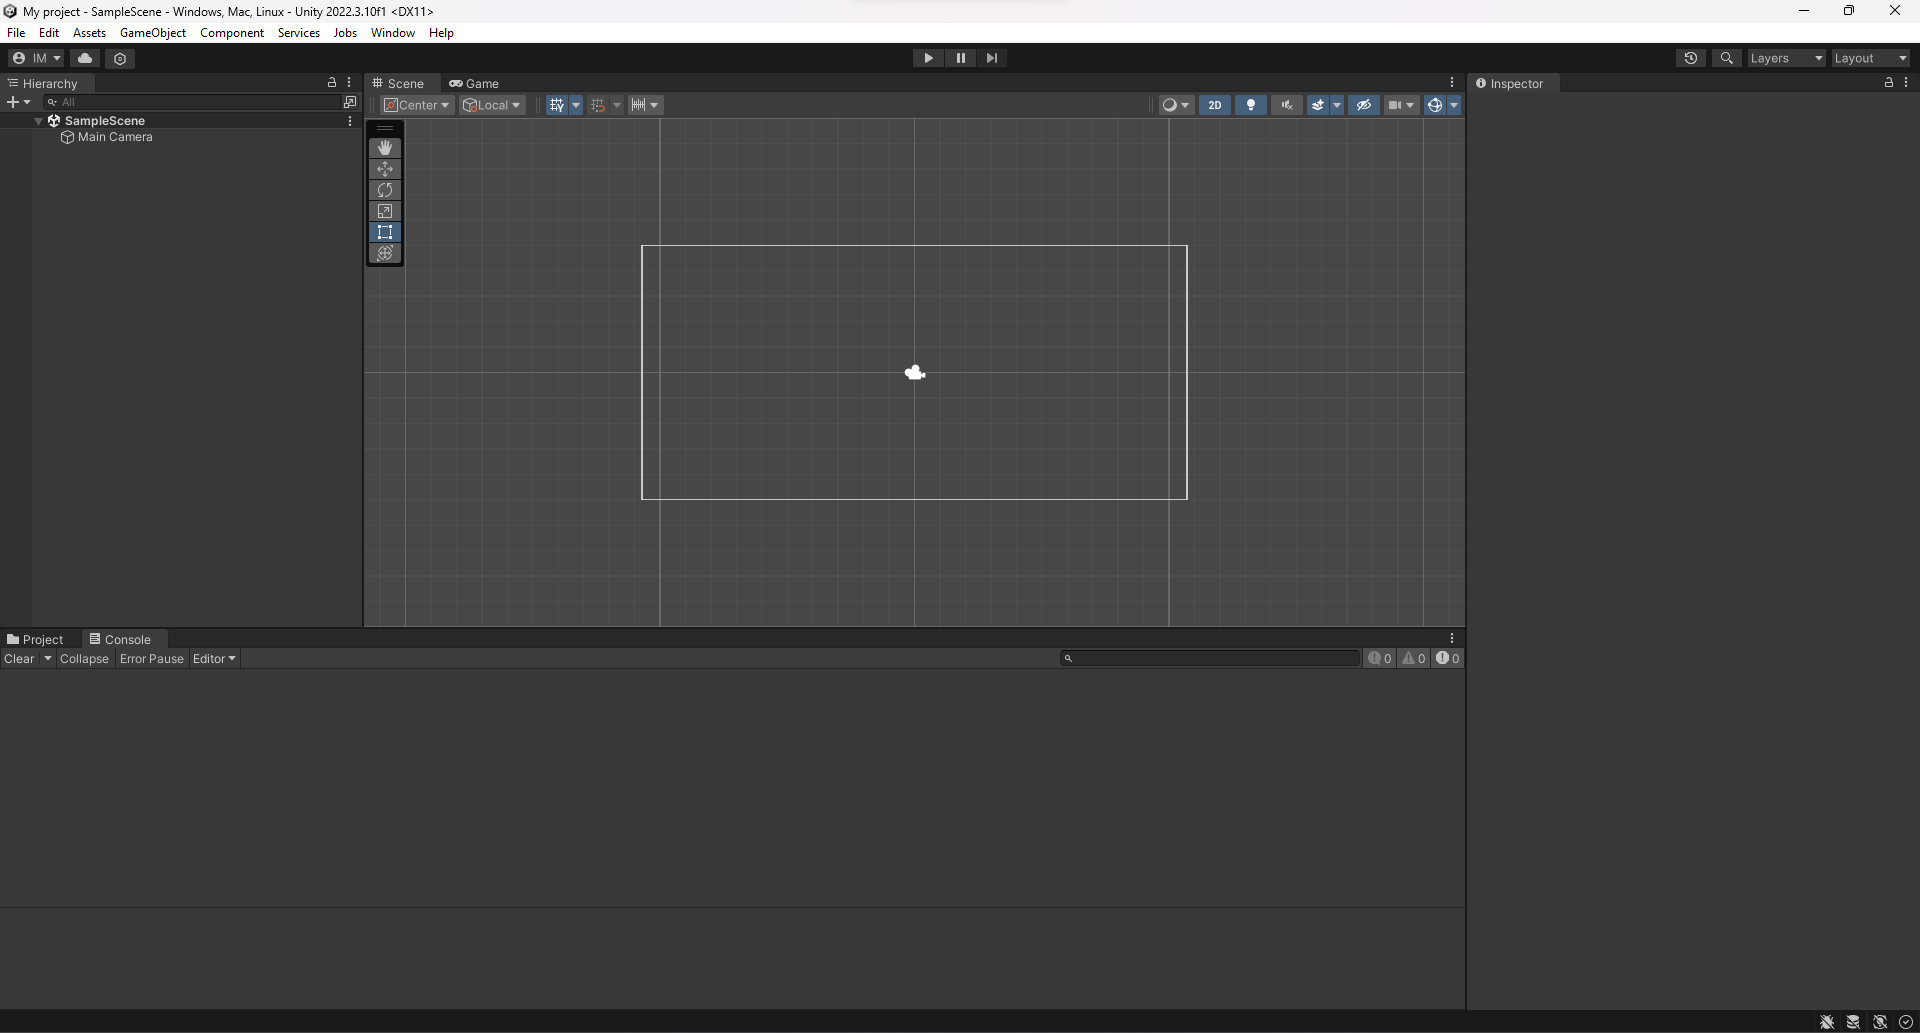 My project - SampleScene - Windows, Mac, Linux - Unity 2022.3.10f1 <DX11>
File Edit Assets GameObject Component Services Jobs Window Help
IM Layers Layout
Hierarchy
All
SampleScene
Main Camera
Scene Game
Center Local 2D
Inspector
Project Console
Clear Collapse Error Pause Editor 0 0 0